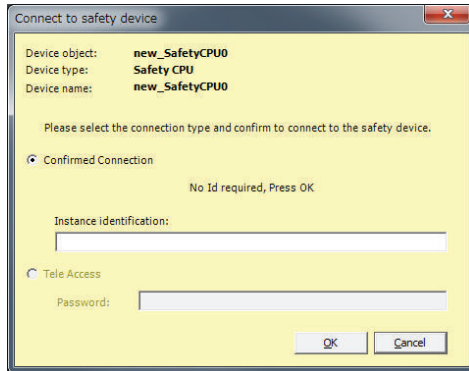 Connect to safety device
Device object: new_SafetyCPU0
Device type: Safety CPU
Device name: new_SafetyCPU0
Please select the connection type and confirm to connect to the safety device.
Confirmed Connection
No Id required, Press OK
Instance identification:
Tele Access
Password:
OK Cancel